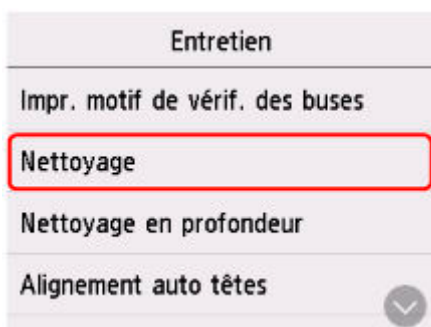 Entretien
Impr. motif de vérif. des buses
Nettoyage
Nettoyage en profondeur
Alignement auto têtes